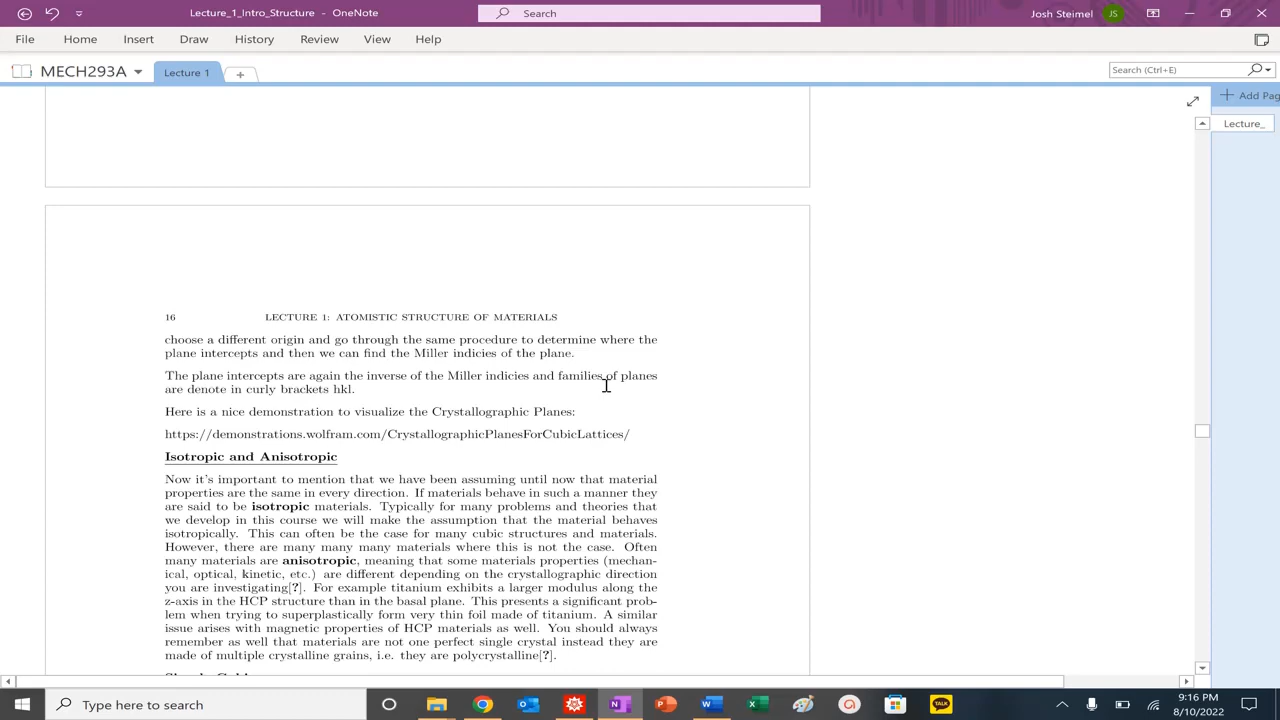 Lecture_1_Intro_Structure - OneNote
Search
Josh Steimel
JS
File Home Insert Draw History Review View Help
MECH293A
Lecture 1
Search (Ctrl+E)
Add Pag
Lecture_
16 LECTURE 1: ATOMISTIC STRUCTURE OF MATERIALS
choose a different origin and go through the same procedure to determine where the
plane intercepts and then we can find the Miller indicies of the plane.
The plane intercepts are again the inverse of the Miller indicies and families of planes
are denote in curly brackets hkl.
Here is a nice demonstration to visualize the Crystallographic Planes:
https://demonstrations.wolfram.com/CrystallographicPlanesForCubicLattices/
Isotropic and Anisotropic
Now it's important to mention that we have been assuming until now that material
properties are the same in every direction. If materials behave in such a manner they
are said to be isotropic materials. Typically for many problems and theories that
we develop in this course we will make the assumption that the material behaves
isotropically. This can often be the case for many cubic structures and materials.
However, there are many many many materials where this is not the case. Often
many materials are anisotropic, meaning that some materials properties (mechan-
ical, optical, kinetic, etc.) are different depending on the crystallographic direction
you are investigating[?]. For example titanium exhibits a larger modulus along the
z-axis in the HCP structure than in the basal plane. This presents a significant prob-
lem when trying to superplastically form very thin foil made of titanium. A similar
issue arises with magnetic properties of HCP materials as well. You should always
remember as well that materials are not one perfect single crystal instead they are
made of multiple crystalline grains, i.e. they are polycrystalline[?].
Type here to search
TALK
9:16 PM
8/10/2022